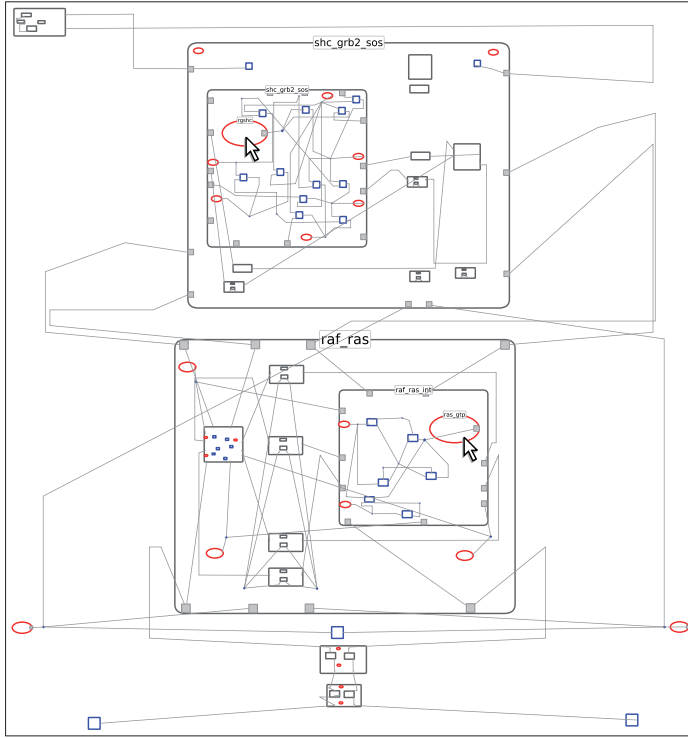 shc_grb2_sos
shc_grb2_sos
rgshc
raf_ras
raf_ras_int
ras_gtp